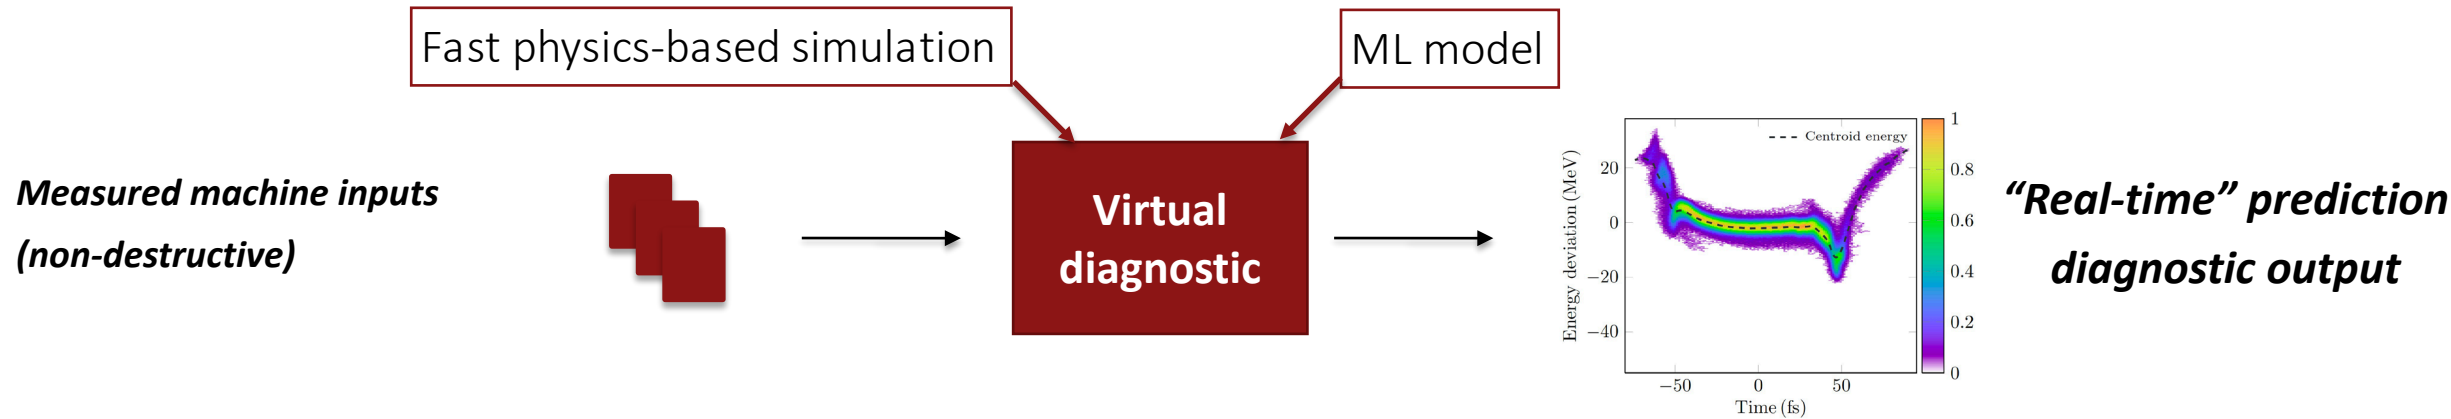 Fast physics-based simulation
ML model
Measured machine inputs
(non-destructive)
Virtual
diagnostic
Energy deviation (MeV)
20
0
−20
−40
−50
0
50
Time (fs)
Centroid energy
1
0.8
0.6
0.4
0.2
0
“Real-time” prediction
diagnostic output